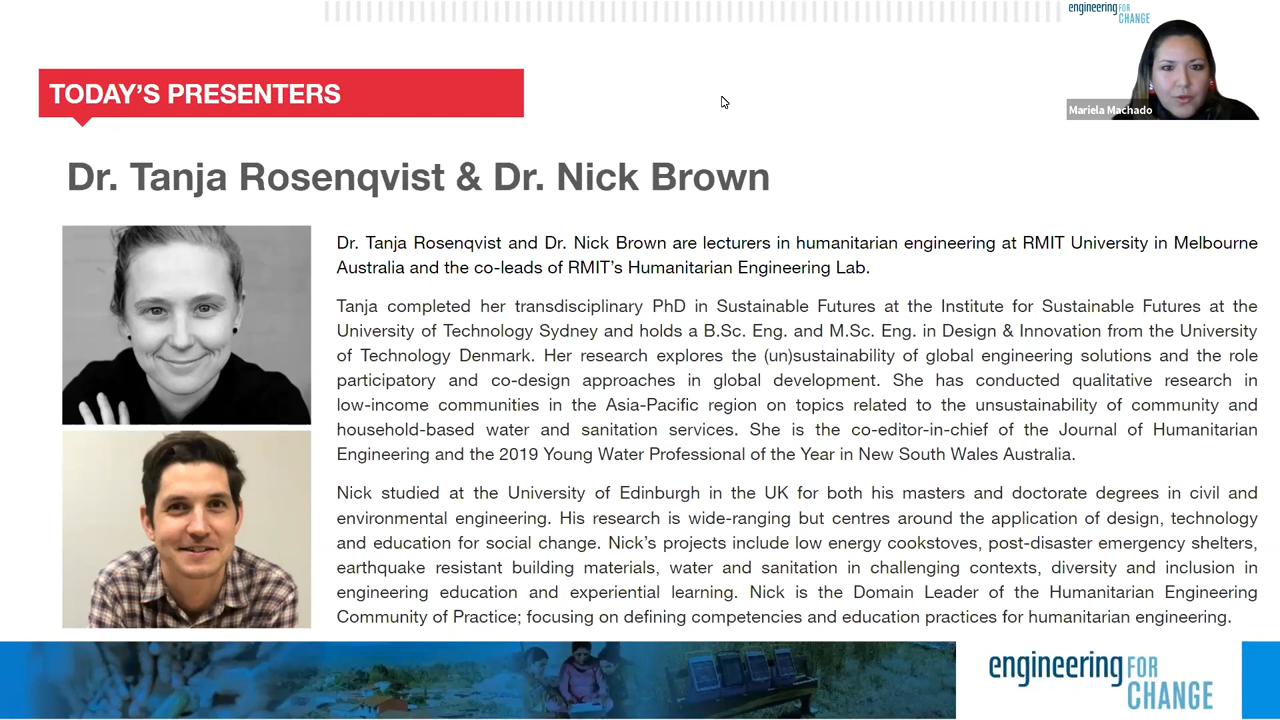 engineering FOR
CHANGE
Mariela Machado
TODAY'S PRESENTERS
Dr. Tanja Rosenqvist & Dr. Nick Brown
Dr. Tanja Rosenqvist and Dr. Nick Brown are lecturers in humanitarian engineering at RMIT University in Melbourne
Australia and the co-leads of RMIT's Humanitarian Engineering Lab.
Tanja completed her transdisciplinary PhD in Sustainable Futures at the Institute for Sustainable Futures at the
University of Technology Sydney and holds a B.Sc. Eng. and M.Sc. Eng. in Design & Innovation from the University
of Technology Denmark. Her research explores the (un)sustainability of global engineering solutions and the role
participatory and co-design approaches in global development. She has conducted qualitative research in
low-income communities in the Asia-Pacific region on topics related to the unsustainability of community and
household-based water and sanitation services. She is the co-editor-in-chief of the Journal of Humanitarian
Engineering and the 2019 Young Water Professional of the Year in New South Wales Australia.
Nick studied at the University of Edinburgh in the UK for both his masters and doctorate degrees in civil and
environmental engineering. His research is wide-ranging but centres around the application of design, technology
and education for social change. Nick's projects include low energy cookstoves, post-disaster emergency shelters,
earthquake resistant building materials, water and sanitation in challenging contexts, diversity and inclusion in
engineering education and experiential learning. Nick is the Domain Leader of the Humanitarian Engineering
Community of Practice; focusing on defining competencies and education practices for humanitarian engineering.
engineering FOR
CHANGE